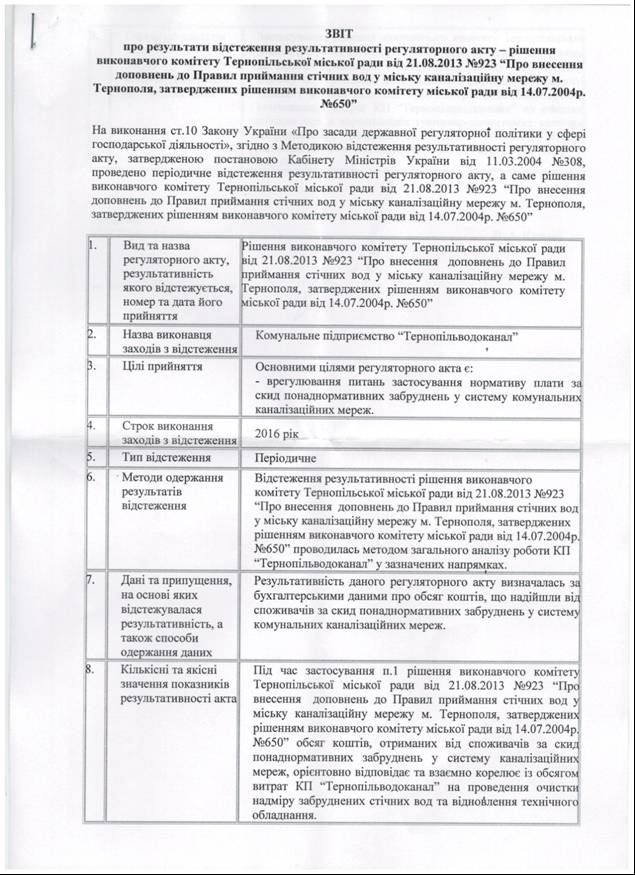 ЗВІТ
про результати відстеження результативності регуляторного акту – рішення
виконавчого комітету Тернопільської міської ради від 21.08.2013 №923 “Про внесення
доповнень до Правил приймання стічних вод у міську каналізаційну мережу м.
Тернополя, затверджених рішенням виконавчого комітету міської ради від 14.07.2004р.
№650”
На виконання ст.10 Закону України «Про засади державної регуляторної політики у сфері
господарської діяльності», згідно з Методикою відстеження результативності регуляторного
акту, затвердженою постановою Кабінету Міністрів України від 11.03.2004 №308,
проведено періодичне відстеження результативності регуляторного акту, а саме рішення
виконавчого комітету Тернопільської міської ради від 21.08.2013 №923 “Про внесення
доповнень до Правил приймання стічних вод у міську каналізаційну мережу м. Тернополя,
затверджених рішенням виконавчого комітету міської ради від 14.07.2004р. №650”
1.
Вид та назва
регуляторного акту,
результативність
якого відстежується,
номер та дата його
прийняття
Рішення виконавчого комітету Тернопільської міської ради
від 21.08.2013 №923 “Про внесення доповнень до Правил
приймання стічних вод у міську каналізаційну мережу м.
Тернополя, затверджених рішенням виконавчого комітету
міської ради від 14.07.2004р. №650”
2.
Назва виконавця
заходів з відстеження
Комунальне підприємство “Тернопільводоканал”
3.
Цілі прийняття
Основними цілями регуляторного акта є:
- врегулювання питань застосування нормативу плати за
скид понаднормативних забруднень у систему комунальних
каналізаційних мереж.
4.
Строк виконання
заходів з відстеження
2016 рік
5.
Тип відстеження
Періодичне
6.
Методи одержання
результатів
відстеження
Відстеження результативності рішення виконавчого
комітету Тернопільської міської ради від 21.08.2013 №923
“Про внесення доповнень до Правил приймання стічних вод
у міську каналізаційну мережу м. Тернополя, затверджених
рішенням виконавчого комітету міської ради від 14.07.2004р.
№650” проводилась методом загального аналізу роботи КП
“Тернопільводоканал” у зазначених напрямках.
7.
Дані та припущення,
на основі яких
відстежувалася
результативність, а
також способи
одержання даних
Результативність даного регуляторного акту визначалась за
бухгалтерськими даними про обсяг коштів, що надійшли від
споживачів за скид понаднормативних забруднень у систему
комунальних каналізаційних мереж.
8.
Кількісні та якісні
значення показників
результативності акта
Під час застосування п.1 рішення виконавчого комітету
Тернопільської міської ради від 21.08.2013 №923 “Про
внесення доповнень до Правил приймання стічних вод у
міську каналізаційну мережу м. Тернополя, затверджених
рішенням виконавчого комітету міської ради від 14.07.2004р.
№650” обсяг коштів, отриманих від споживачів за скид
понаднормативних забруднень у систему каналізаційних
мереж, орієнтовно відповідає та взаємно корелює із обсягом
витрат КП “Тернопільводоканал” на проведення очистки
надміру забруднених стічних вод та відновлення технічного
обладнання.